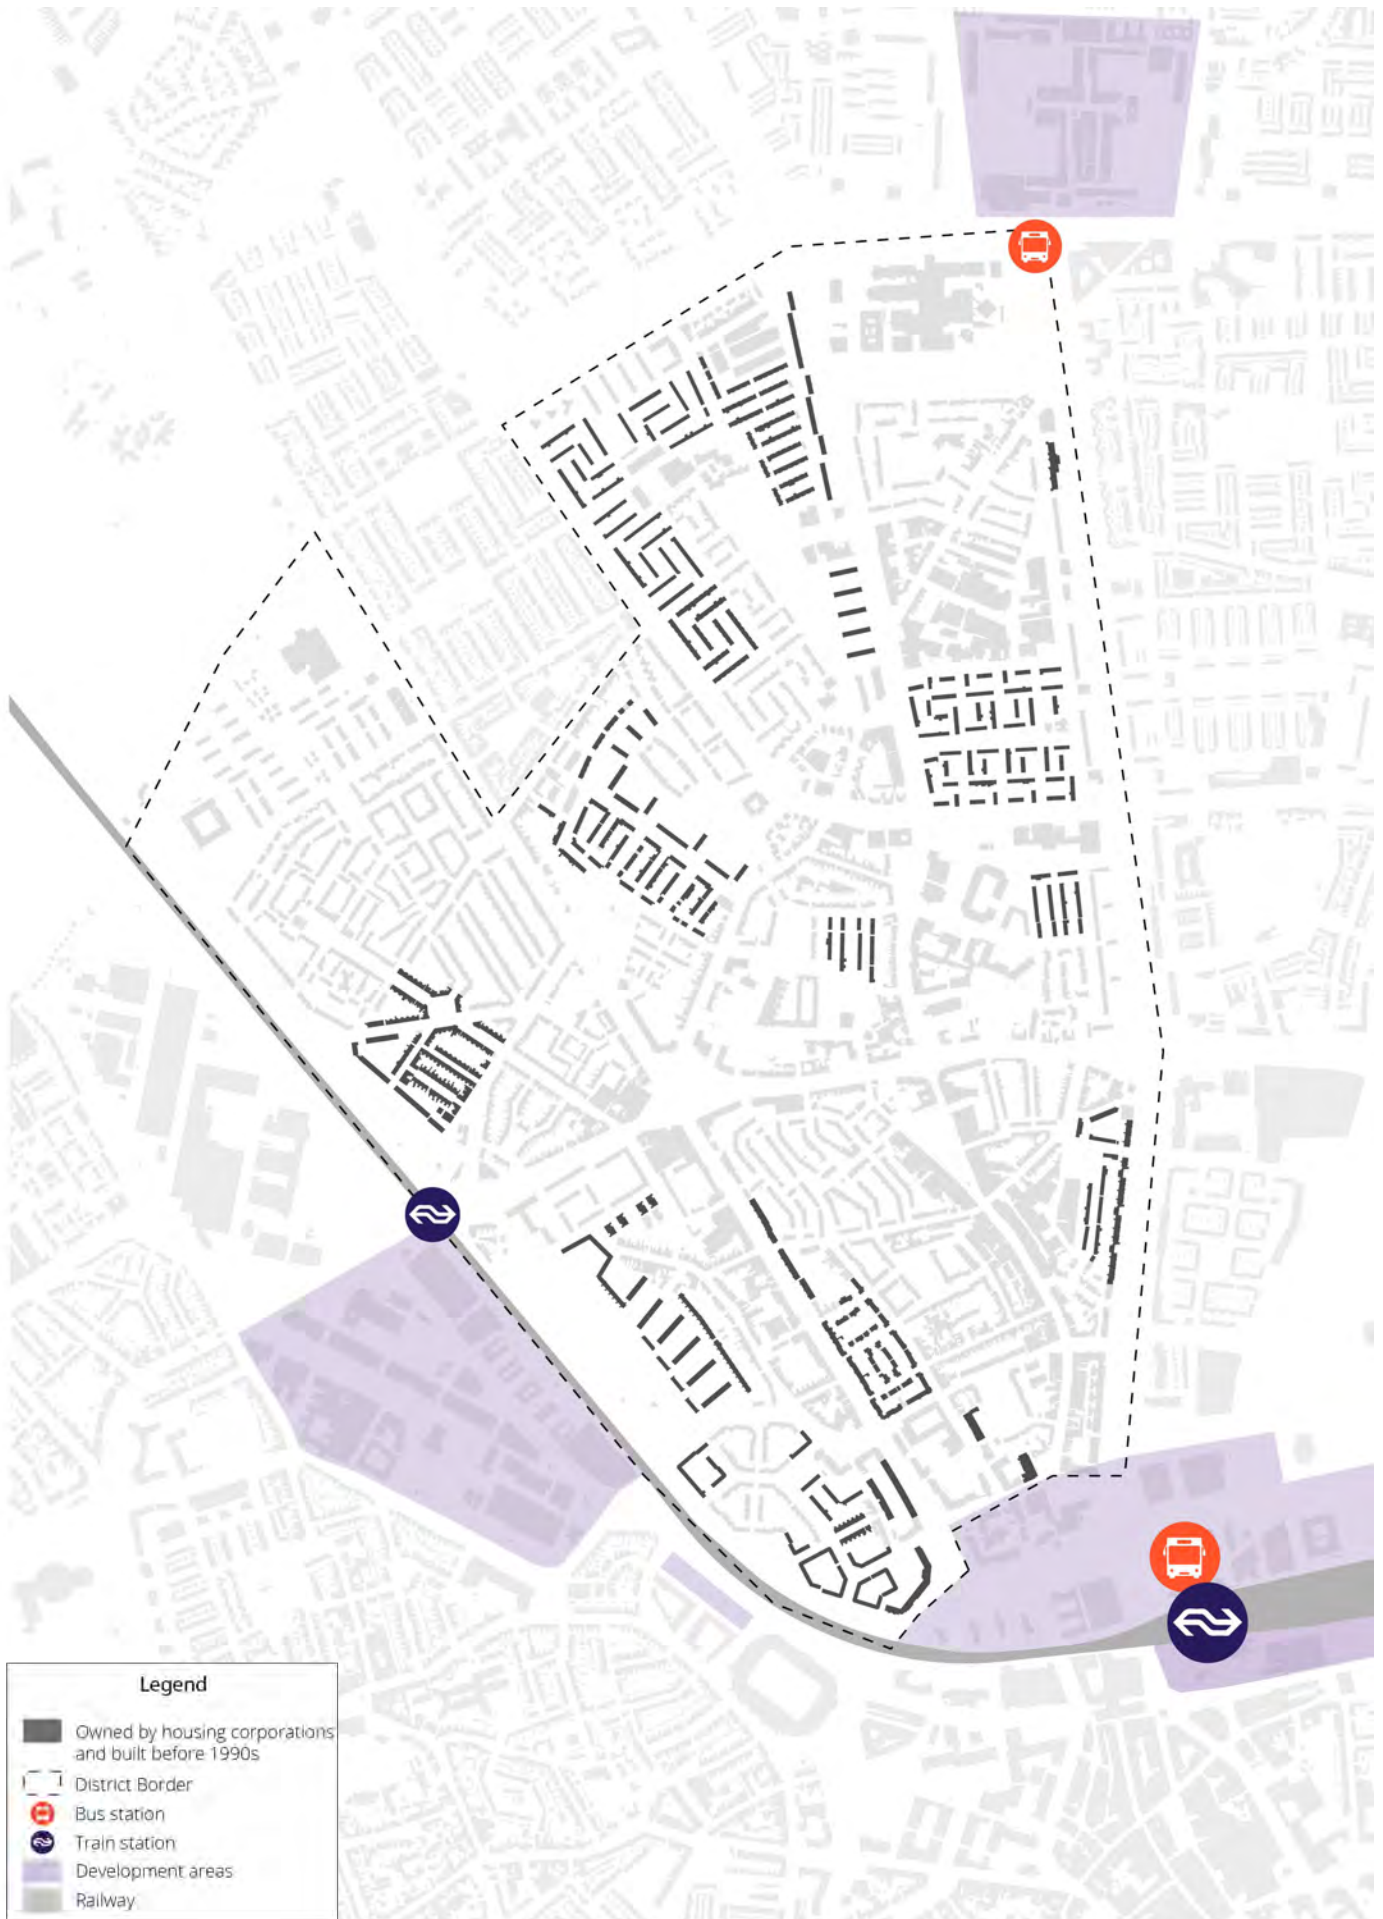 Legend
Owned by housing corporations
and built before 1990s
District Border
Bus station
Train station
Development areas
Railway